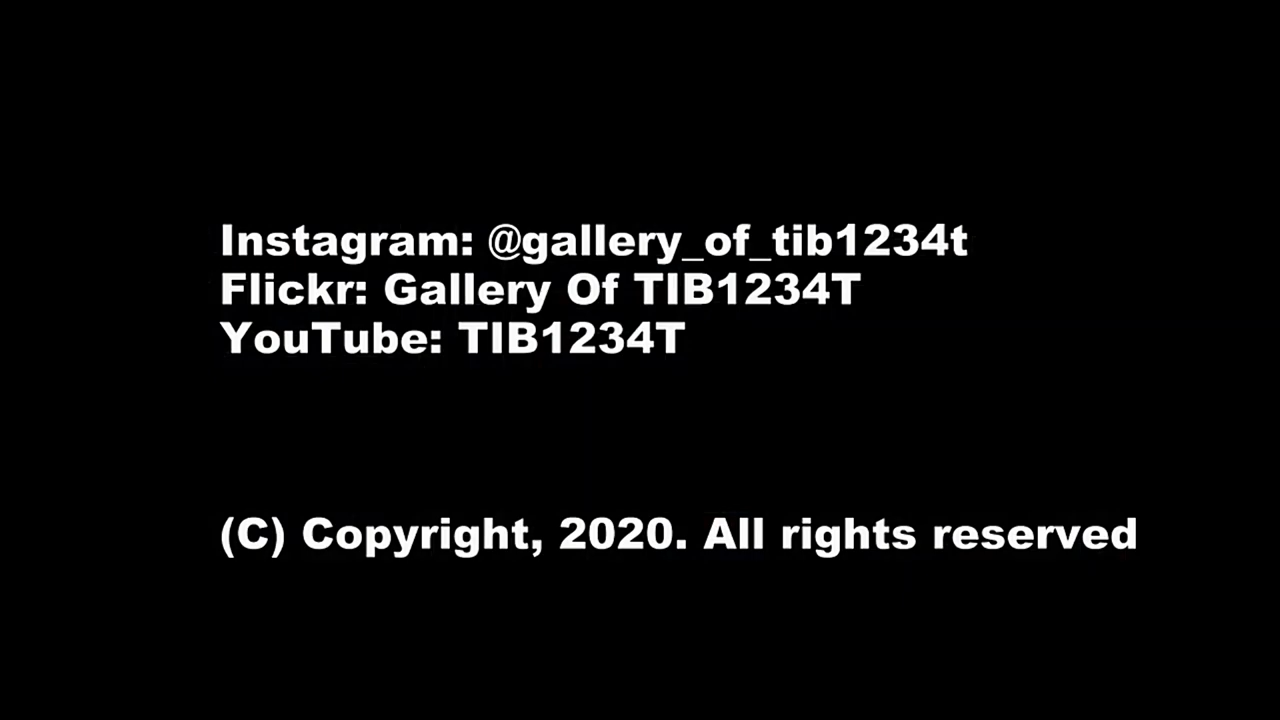 Instagram: @gallery_of_tib1234t
Flickr: Gallery Of TIB1234T
YouTube: TIB1234T
(C) Copyright, 2020. All rights reserved